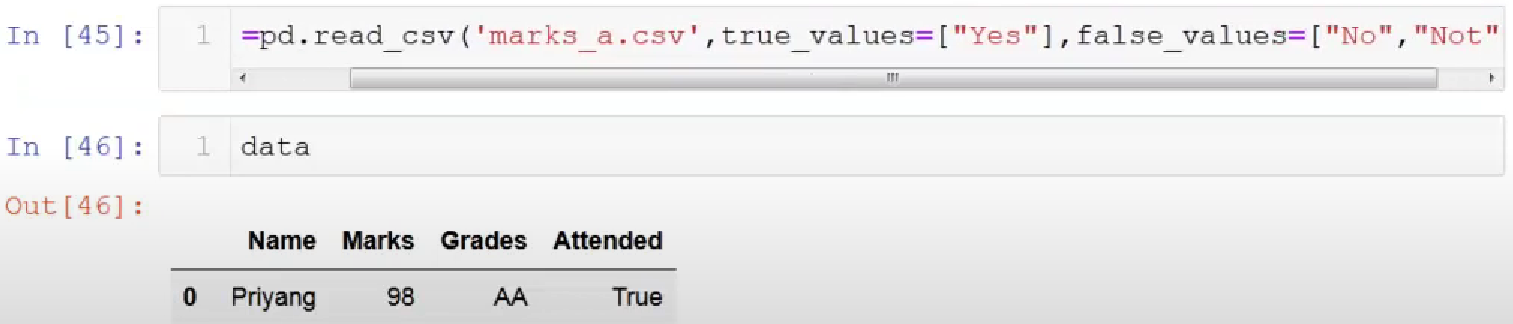 In [45]: 1 =pd.read_csv('marks_a.csv',true_values=["Yes"],false_values=["No","Not"
In [46]: 1 data
Out[46]:
Name Marks Grades Attended
0 Priyang 98 AA True